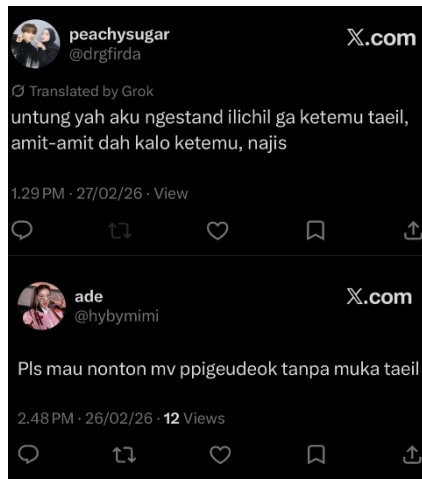 peachysugar
X.com
@drgfirda
Translated by Grok
untung yah aku ngestand ilichil ga ketemu taeil,
amit-amit dah kalo ketemu, najis
1.29 PM · 27/02/26 · View
ade
X.com
@hybymimi
Pls mau nonton mv ppigeudeok tanpa muka taeil
2.48 PM · 26/02/26 · 12 Views